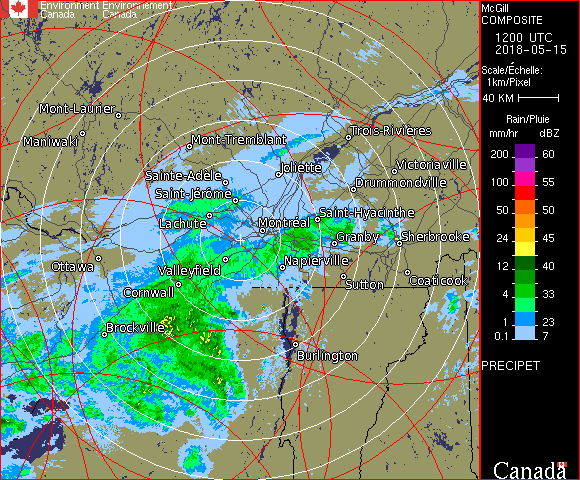 Environment Environnement
Canada Canada
McGill
COMPOSITE
1200 UTC
2018-05-15
Scale/Échelle:
1km/Pixel
40 KM
Rain/Pluie
mm/hr dBZ
200 60
100 55
50 50
24 45
12 40
4 33
1 23
0.1 7
PRECIPET
Canada
Mont-Laurier
Maniwaki
Mont-Tremblant
Trois-Rivières
Joliette
Victoriaville
Sainte-Adèle
Drummondville
Saint-Jérôme
Saint-Hyacinthe
Lachute
Montréal
Granby
Sherbrooke
Ottawa
Valleyfield
Napierville
Coaticook
Sutton
Cornwall
Brockville
Burlington